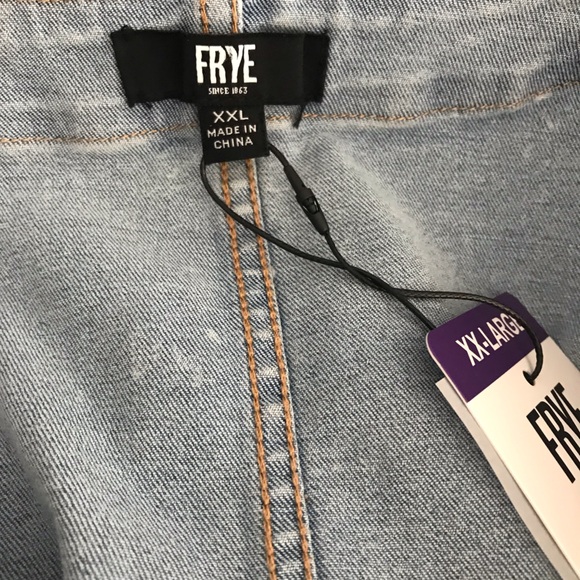 FRYE
SINCE 1863
XXL
MADE IN
CHINA
XX-LARGE
FRYE